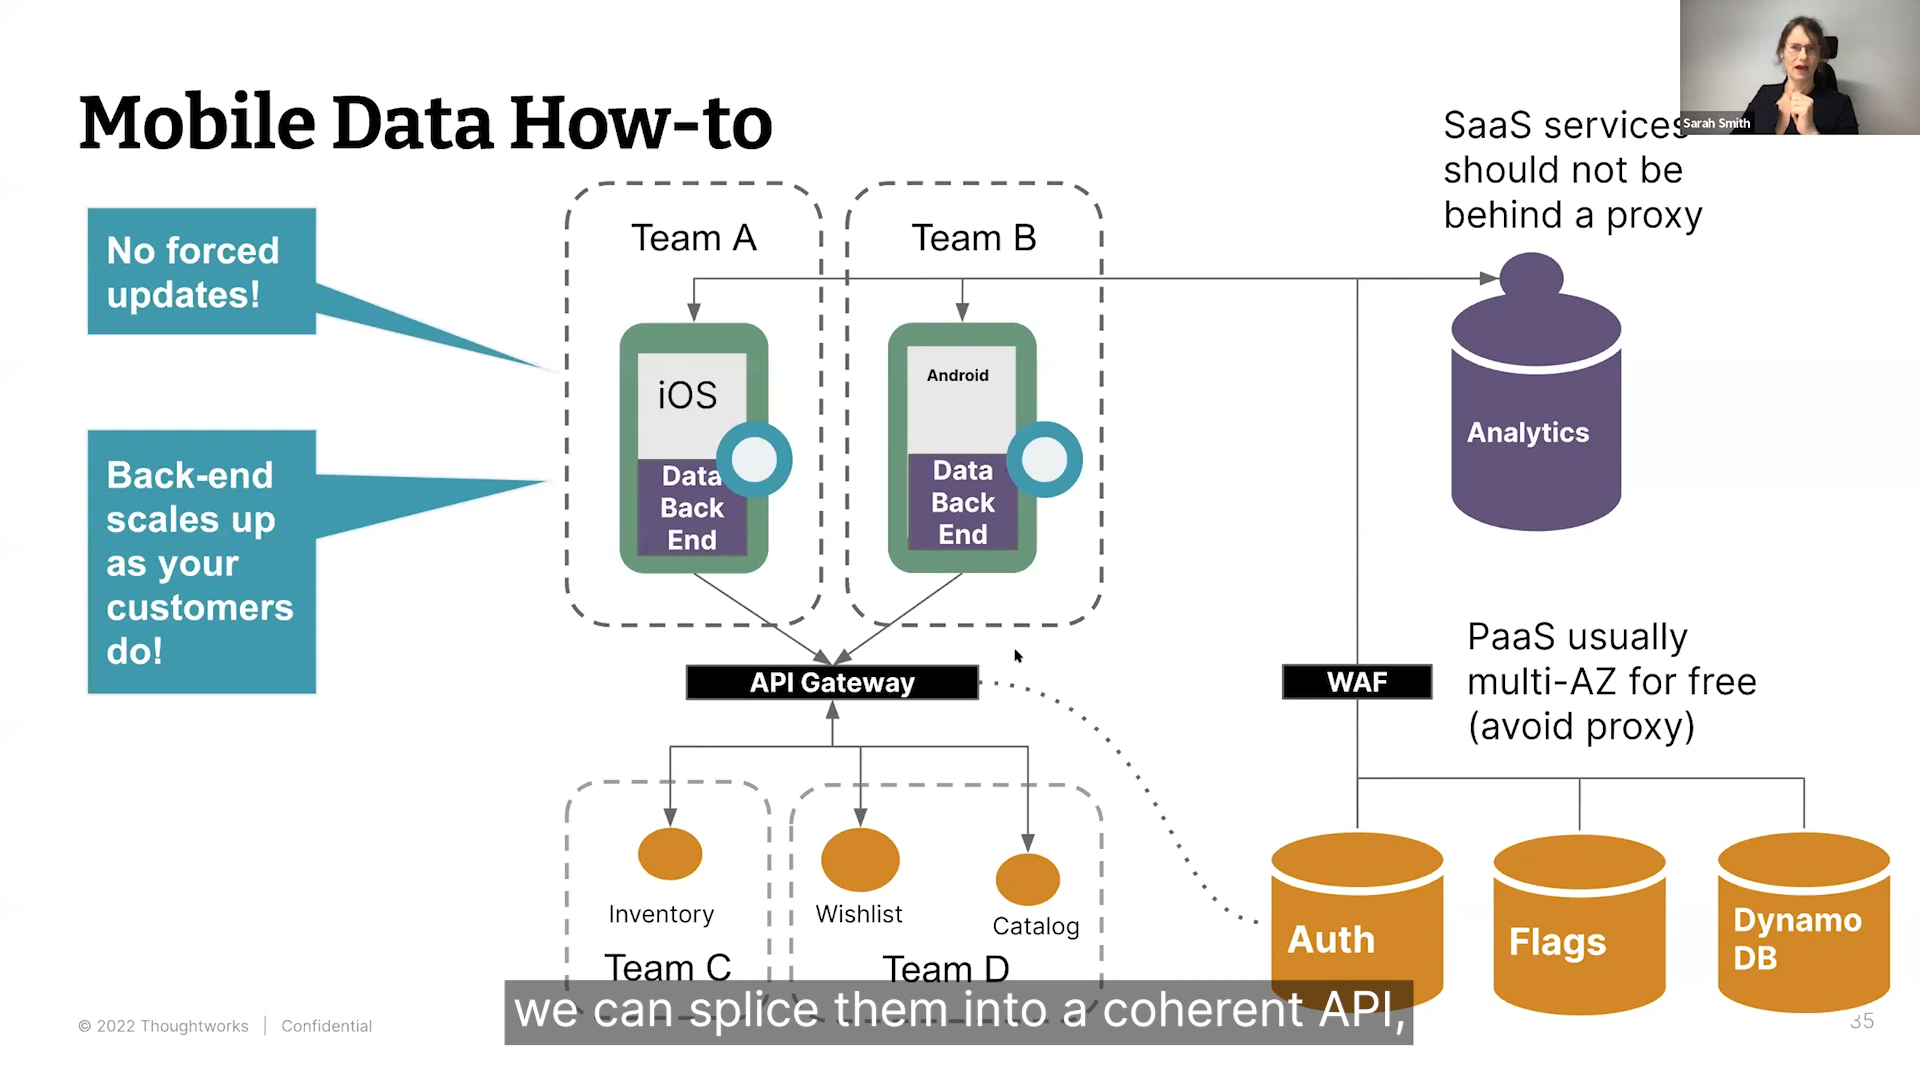 Mobile Data How-to
Sarah Smith
SaaS services
should not be
behind a proxy
No forced
updates!
Back-end
scales up
as your
customers
do!
Team A
Team B
iOS
Data
Back
End
Android
Data
Back
End
Analytics
API Gateway
WAF
PaaS usually
multi-AZ for free
(avoid proxy)
Inventory
Team C
Wishlist
Catalog
Team D
Auth
Flags
Dynamo
DB
we can splice them into a coherent API,
© 2022 Thoughtworks | Confidential
35